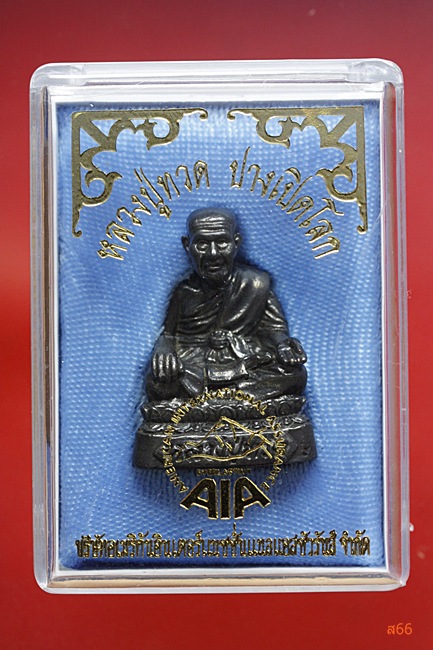 หลวงปู่ทวด ปางเปิดโลก
AIA
บริษัทอเมริกันอินเตอร์แนชชั่นแนลแอสชัวรันส์ จำกัด
ส66